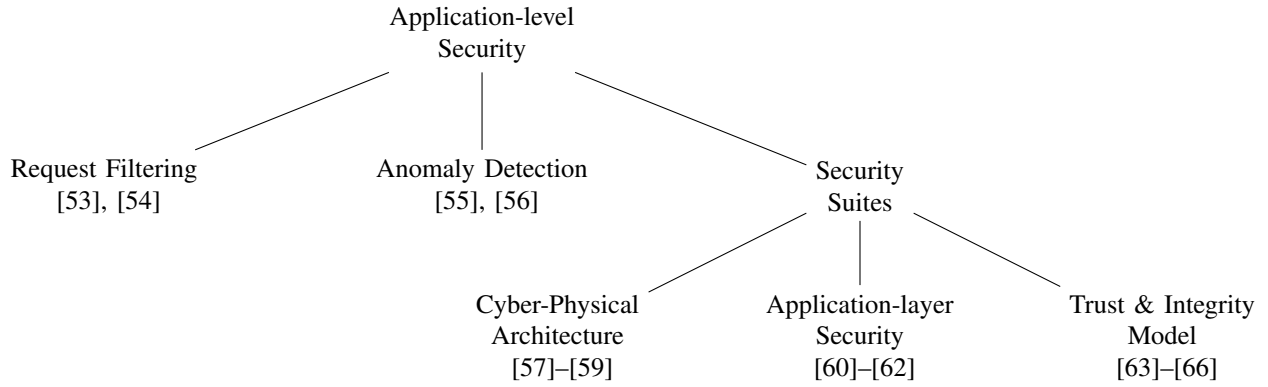 Application-level
Security
Request Filtering
[53], [54]
Anomaly Detection
[55], [56]
Security
Suites
Cyber-Physical
Architecture
[57]–[59]
Application-layer
Security
[60]–[62]
Trust & Integrity
Model
[63]–[66]